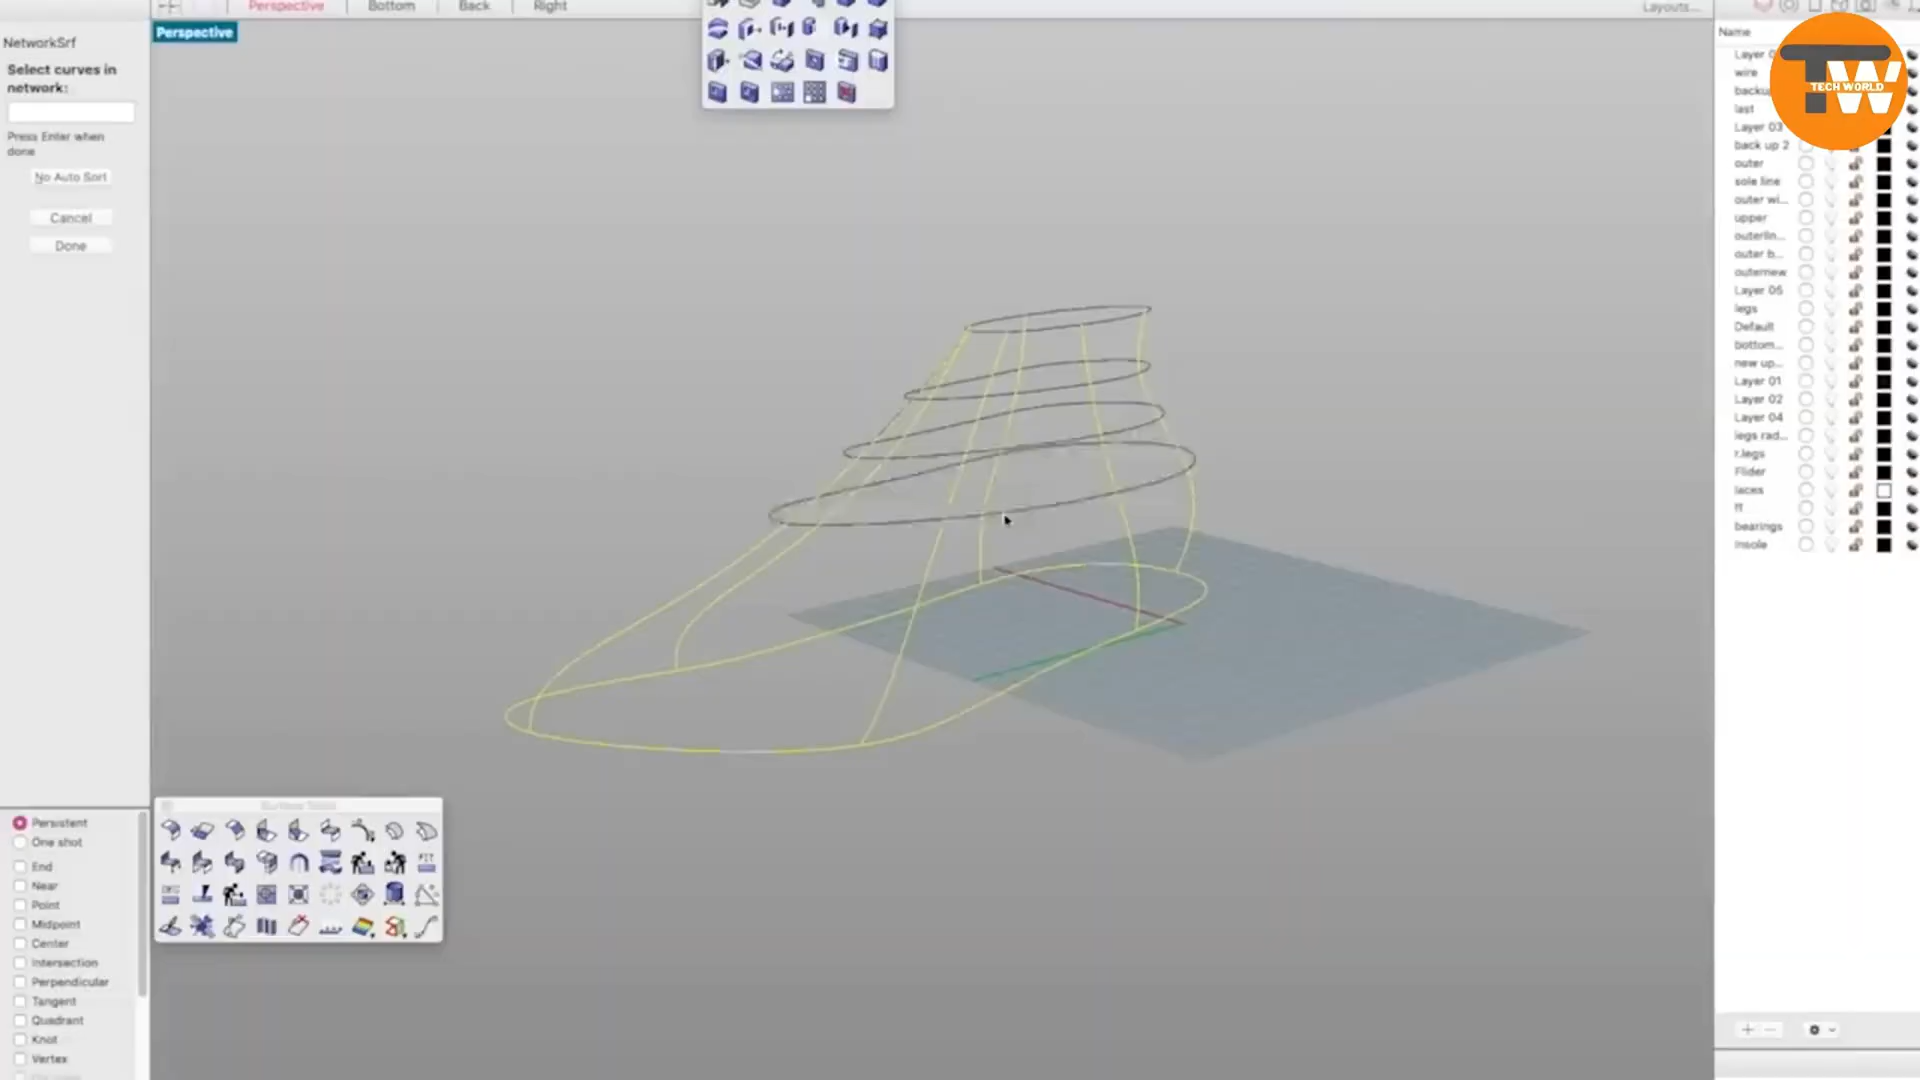 Perspective
Bottom
Back
Right
Layouts...
NetworkSrf
Perspective
Select curves in
network:
Press Enter when
done
No Auto Sort
Cancel
Done
Name
TW
TECH WORLD
wire
last
Layer 03
back up 2
outer
sole line
outer wi...
upper
outerlin...
outer b...
outernew
Layer 05
legs
Default
bottom...
new up...
Layer 01
Layer 02
Layer 04
legs rad...
r.legs
Flider
laces
ff
bearings
Insole
Persistent
One shot
End
Near
Point
Midpoint
Center
Intersection
Perpendicular
Tangent
Quadrant
Knot
Vertex